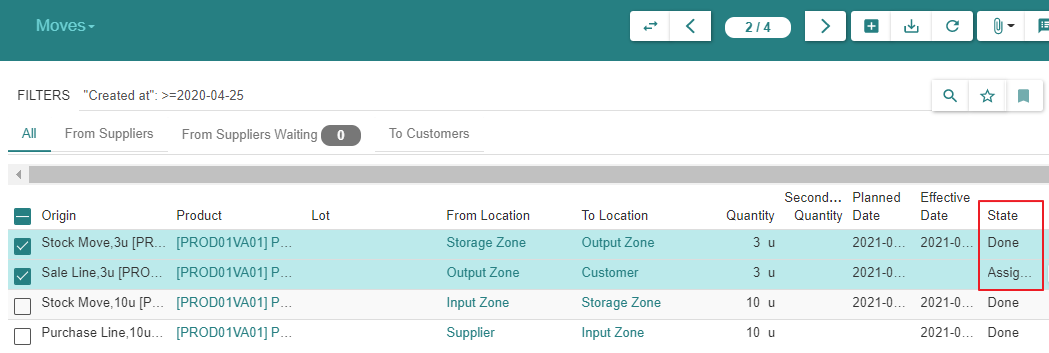 Moves
2 / 4
FILTERS "Created at": >=2020-04-25
All From Suppliers From Suppliers Waiting 0 To Customers
Origin Product Lot From Location To Location Quantity Second... Quantity Planned Date Effective Date State
Stock Move,3u [PR... [PROD01VA01] P... Storage Zone Output Zone 3 u 2021-0... 2021-0... Done
Sale Line,3u [PRO... [PROD01VA01] P... Output Zone Customer 3 u 2021-0... Assig...
Stock Move,10u [P... [PROD01VA01] P... Input Zone Storage Zone 10 u 2021-0... 2021-0... Done
Purchase Line,10u... [PROD01VA01] P... Supplier Input Zone 10 u 2021-0... Done